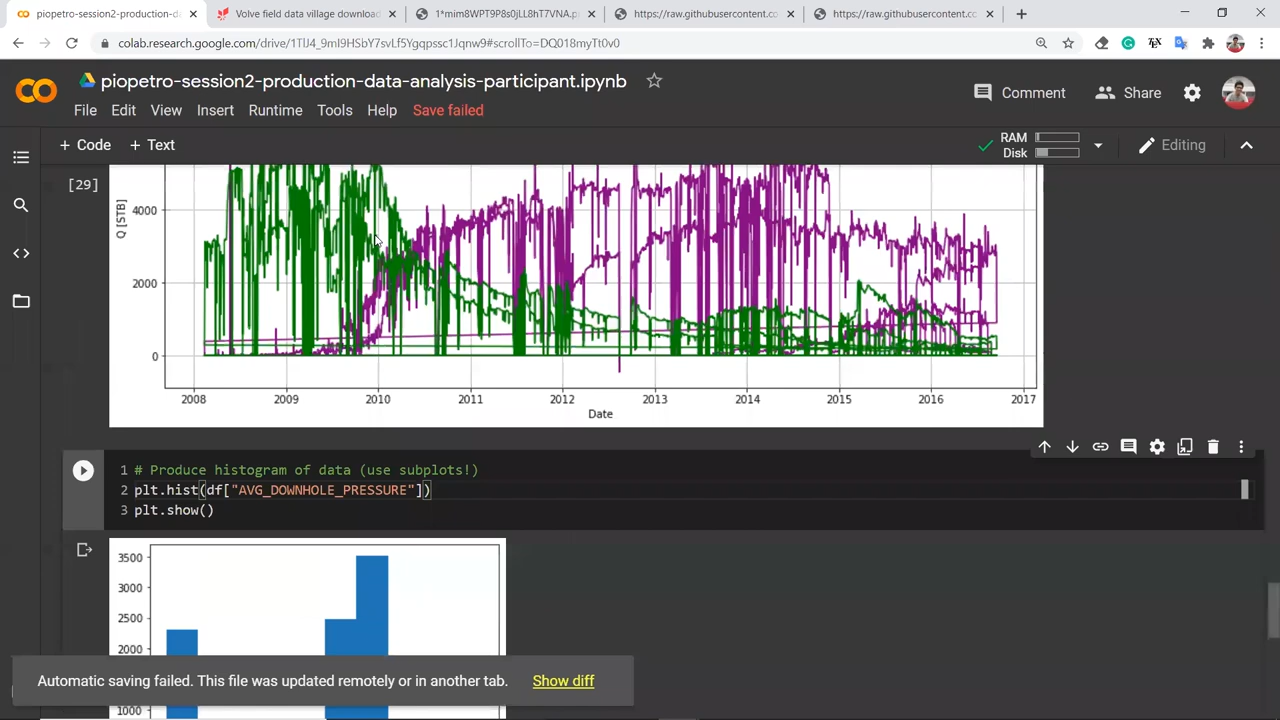 piopetro-session2-production-da
Volve field data village download
1*mim8WPT9P8s0jLL8hT7VNA.p
https://raw.githubusercontent.co
https://raw.githubusercontent.cc
colab.research.google.com/drive/1TlJ4_9ml9HSbY7svLf5Ygqpssc1Jqnw9#scrollTo=DQ018myTt0v0
piopetro-session2-production-data-analysis-participant.ipynb
Comment
Share
File Edit View Insert Runtime Tools Help Save failed
+ Code + Text
RAM
Disk
Editing
[29]
Q [STB]
4000
2000
0
2008 2009 2010 2011 2012 2013 2014 2015 2016 2017
Date
1 # Produce histogram of data (use subplots!)
2 plt.hist(df["AVG_DOWNHOLE_PRESSURE"])
3 plt.show()
3500
3000
2500
2000
1000
Automatic saving failed. This file was updated remotely or in another tab. Show diff